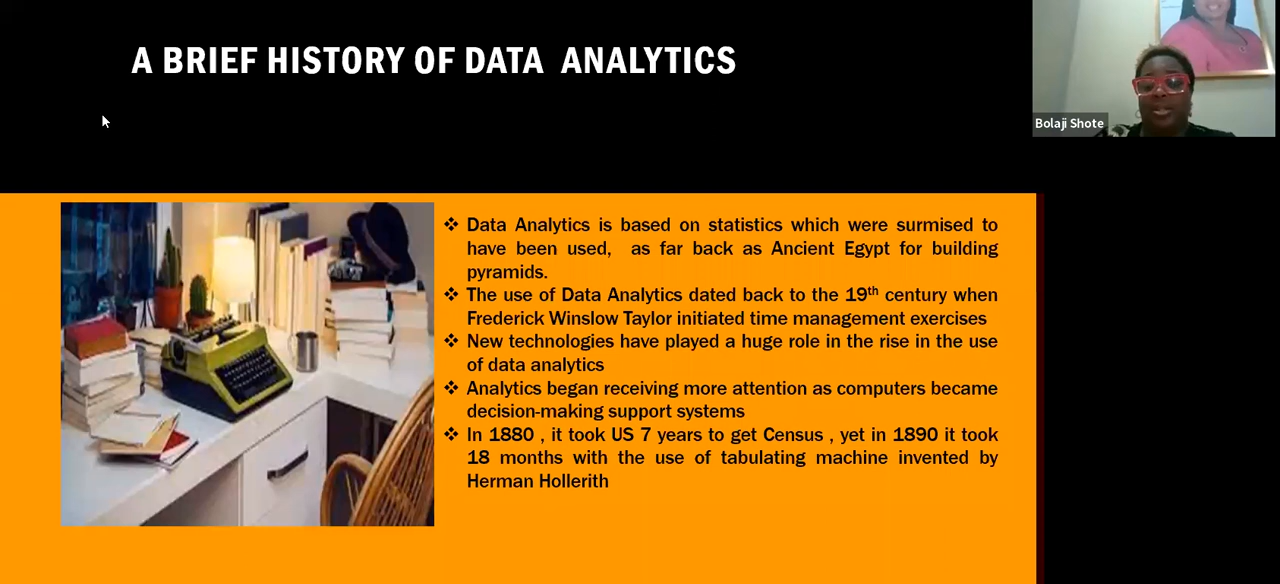 A BRIEF HISTORY OF DATA ANALYTICS
Bolaji Shote
❖ Data Analytics is based on statistics which were surmised to
have been used, as far back as Ancient Egypt for building
pyramids.
❖ The use of Data Analytics dated back to the 19th century when
Frederick Winslow Taylor initiated time management exercises
❖ New technologies have played a huge role in the rise in the use
of data analytics
❖ Analytics began receiving more attention as computers became
decision-making support systems
❖ In 1880 , it took US 7 years to get Census , yet in 1890 it took
18 months with the use of tabulating machine invented by
Herman Hollerith